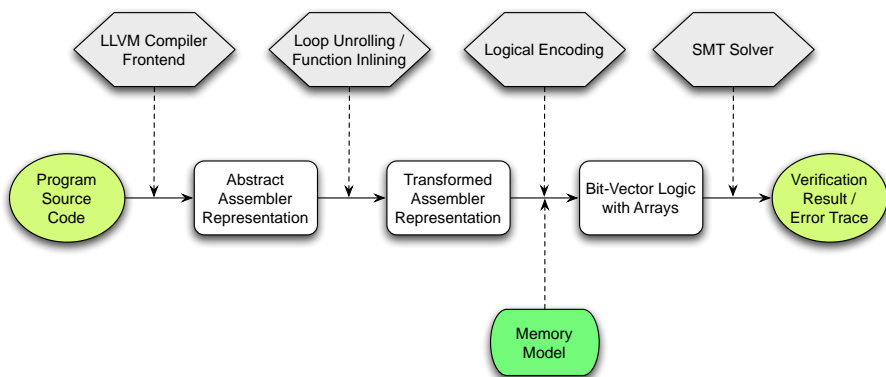 LLVM Compiler
Frontend
Loop Unrolling /
Function Inlining
Logical Encoding
SMT Solver
Program
Source
Code
Abstract
Assembler
Representation
Transformed
Assembler
Representation
Bit-Vector Logic
with Arrays
Verification
Result /
Error Trace
Memory
Model